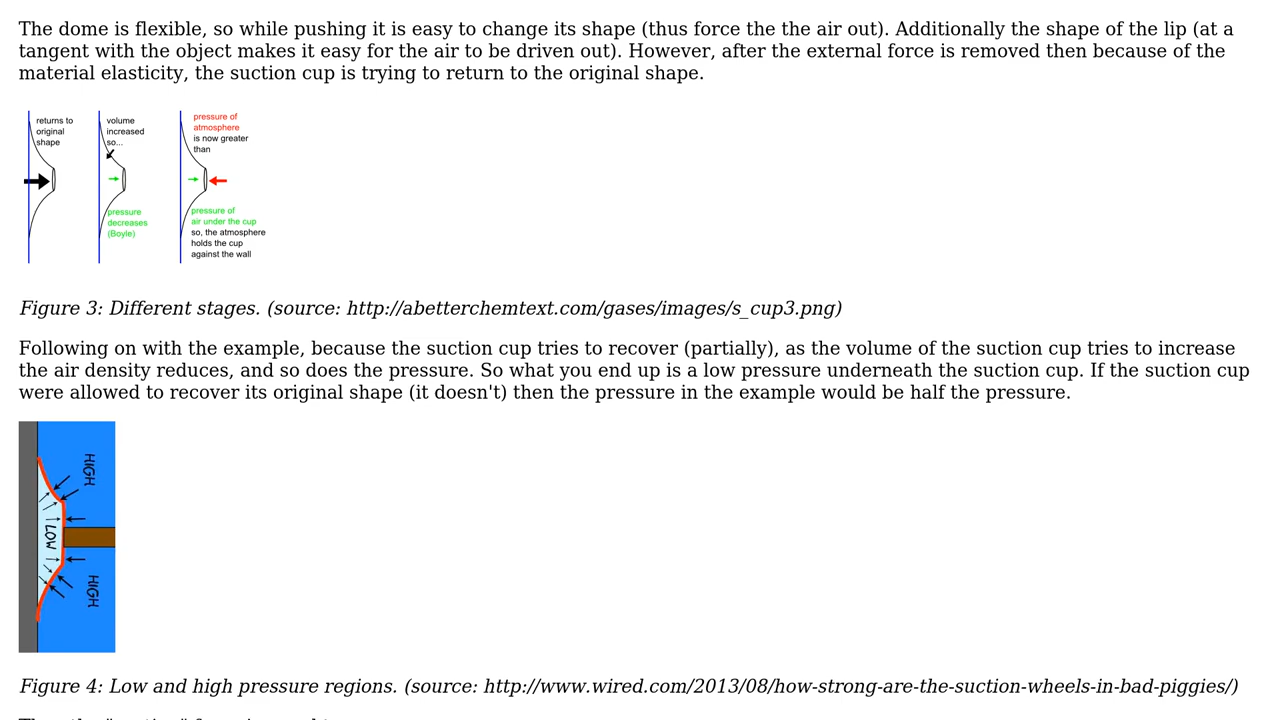 The dome is flexible, so while pushing it is easy to change its shape (thus force the the air out). Additionally the shape of the lip (at a
tangent with the object makes it easy for the air to be driven out). However, after the external force is removed then because of the
material elasticity, the suction cup is trying to return to the original shape.
returns to
original
shape
volume
increased
so...
pressure
decreases
(Boyle)
pressure of
atmosphere
is now greater
than
pressure of
air under the cup
so, the atmosphere
holds the cup
against the wall
Figure 3: Different stages. (source: http://abetterchemtext.com/gases/images/s_cup3.png)
Following on with the example, because the suction cup tries to recover (partially), as the volume of the suction cup tries to increase
the air density reduces, and so does the pressure. So what you end up is a low pressure underneath the suction cup. If the suction cup
were allowed to recover its original shape (it doesn't) then the pressure in the example would be half the pressure.
HIGH
LOW
HIGH
Figure 4: Low and high pressure regions. (source: http://www.wired.com/2013/08/how-strong-are-the-suction-wheels-in-bad-piggies/)